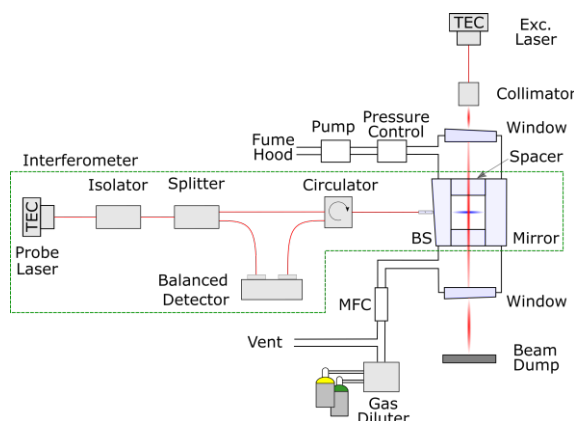 TEC
Exc.
Laser
Collimator
Pump
Pressure
Control
Window
Fume
Hood
Spacer
Interferometer
Isolator
Splitter
Circulator
TEC
Probe
Laser
BS
Mirror
Balanced
Detector
MFC
Window
Vent
Beam
Dump
Gas
Diluter